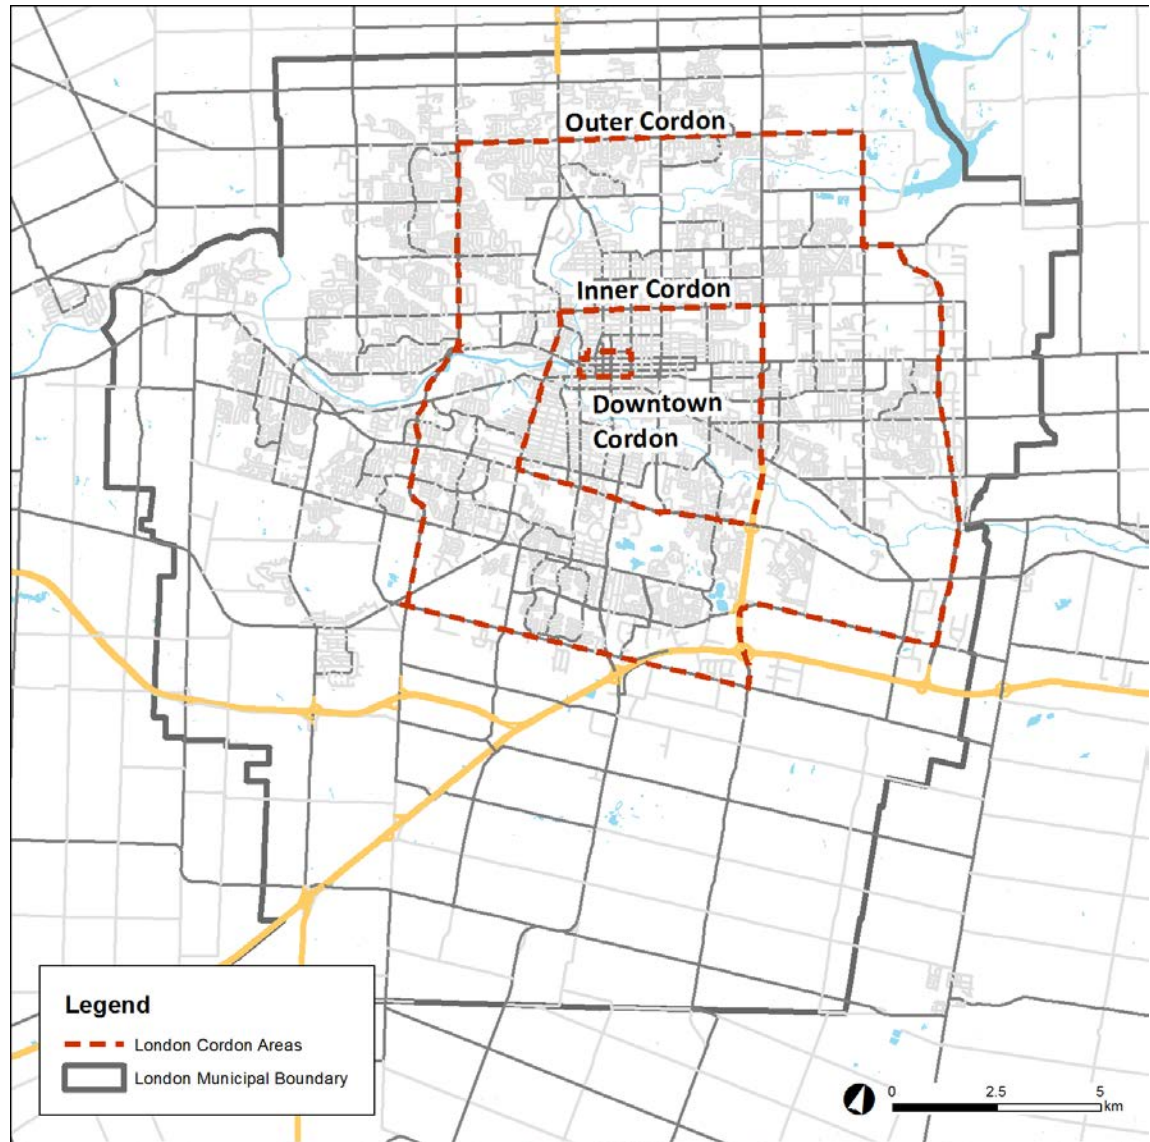 Outer Cordon
Inner Cordon
Downtown
Cordon
Legend
London Cordon Areas
London Municipal Boundary
0 2.5 5
km